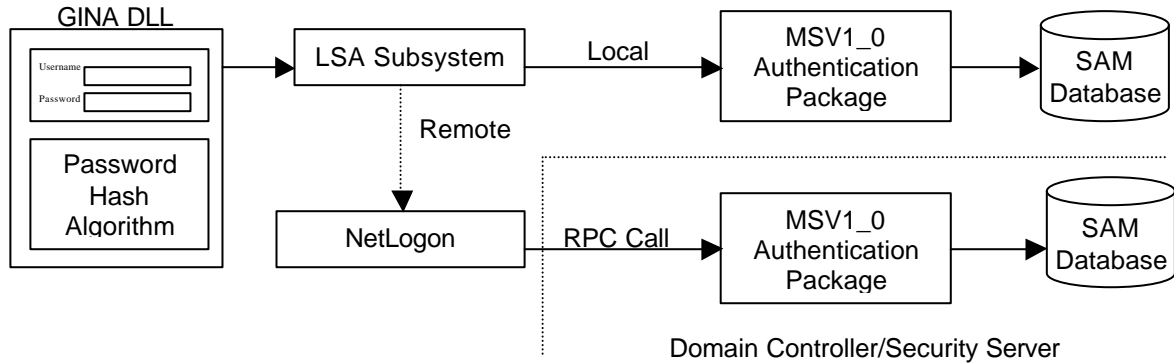 GINA DLL
Username
Password
Password
Hash
Algorithm
LSA Subsystem
Local
MSV1_0
Authentication
Package
SAM
Database
Remote
NetLogon
RPC Call
MSV1_0
Authentication
Package
SAM
Database
Domain Controller/Security Server